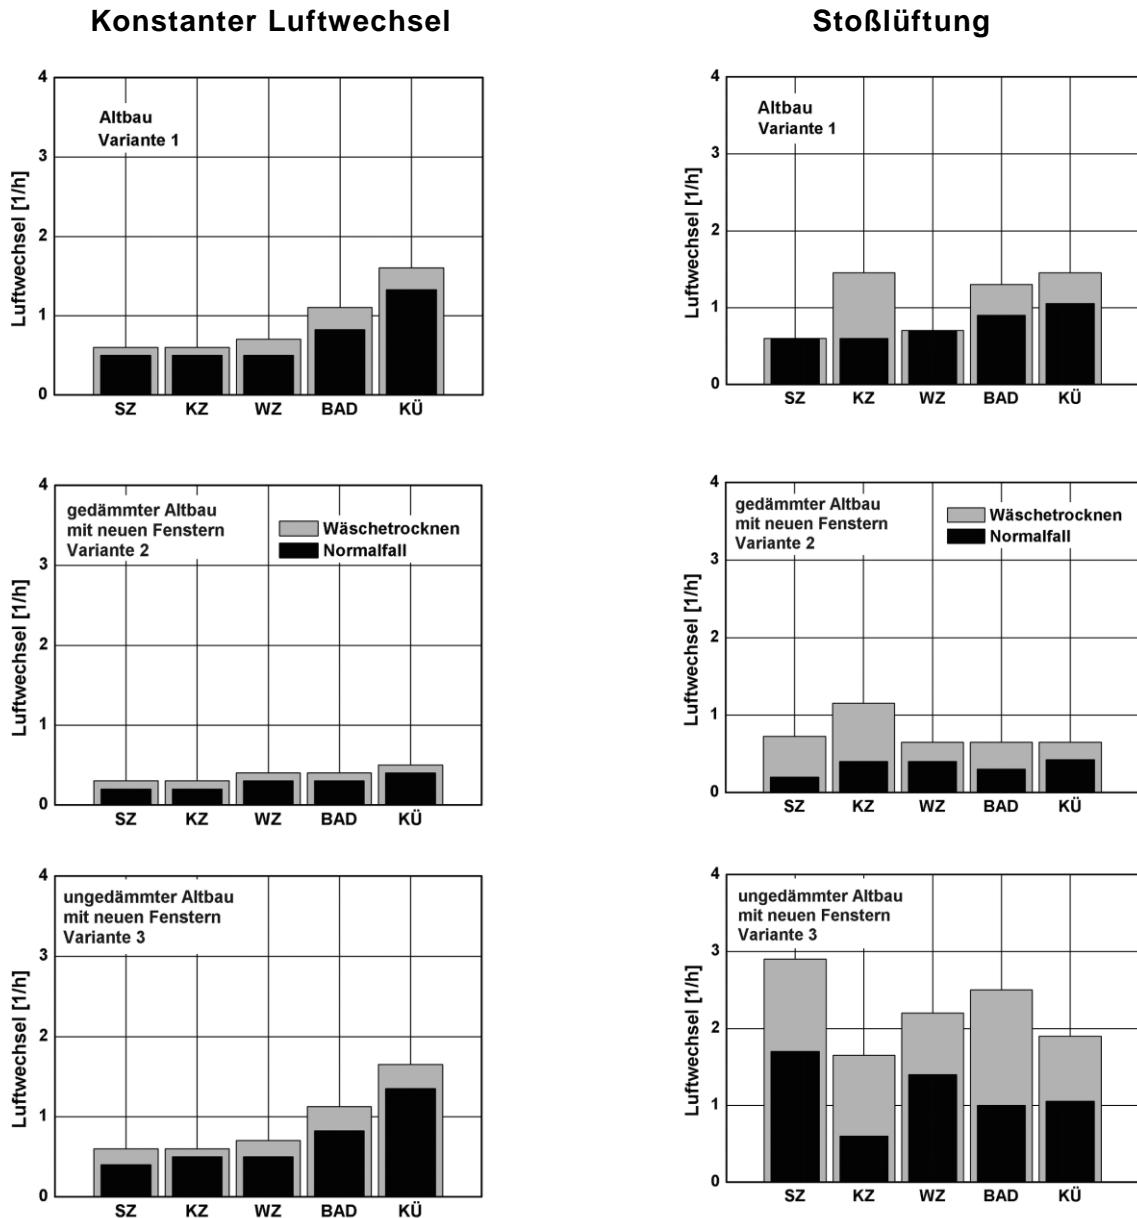 Konstanter Luftwechsel
Stoßlüftung
4
3
2
1
0
Luftwechsel [1/h]
Altbau
Variante 1
SZ KZ WZ BAD KÜ
4
3
2
1
0
Luftwechsel [1/h]
Altbau
Variante 1
SZ KZ WZ BAD KÜ
4
3
2
1
0
Luftwechsel [1/h]
gedämmter Altbau
mit neuen Fenstern
Variante 2
Wäschetrocknen
Normalfall
SZ KZ WZ BAD KÜ
4
3
2
1
0
Luftwechsel [1/h]
gedämmter Altbau
mit neuen Fenstern
Variante 2
Wäschetrocknen
Normalfall
SZ KZ WZ BAD KÜ
4
3
2
1
0
Luftwechsel [1/h]
ungedämmter Altbau
mit neuen Fenstern
Variante 3
SZ KZ WZ BAD KÜ
4
3
2
1
0
Luftwechsel [1/h]
ungedämmter Altbau
mit neuen Fenstern
Variante 3
SZ KZ WZ BAD KÜ